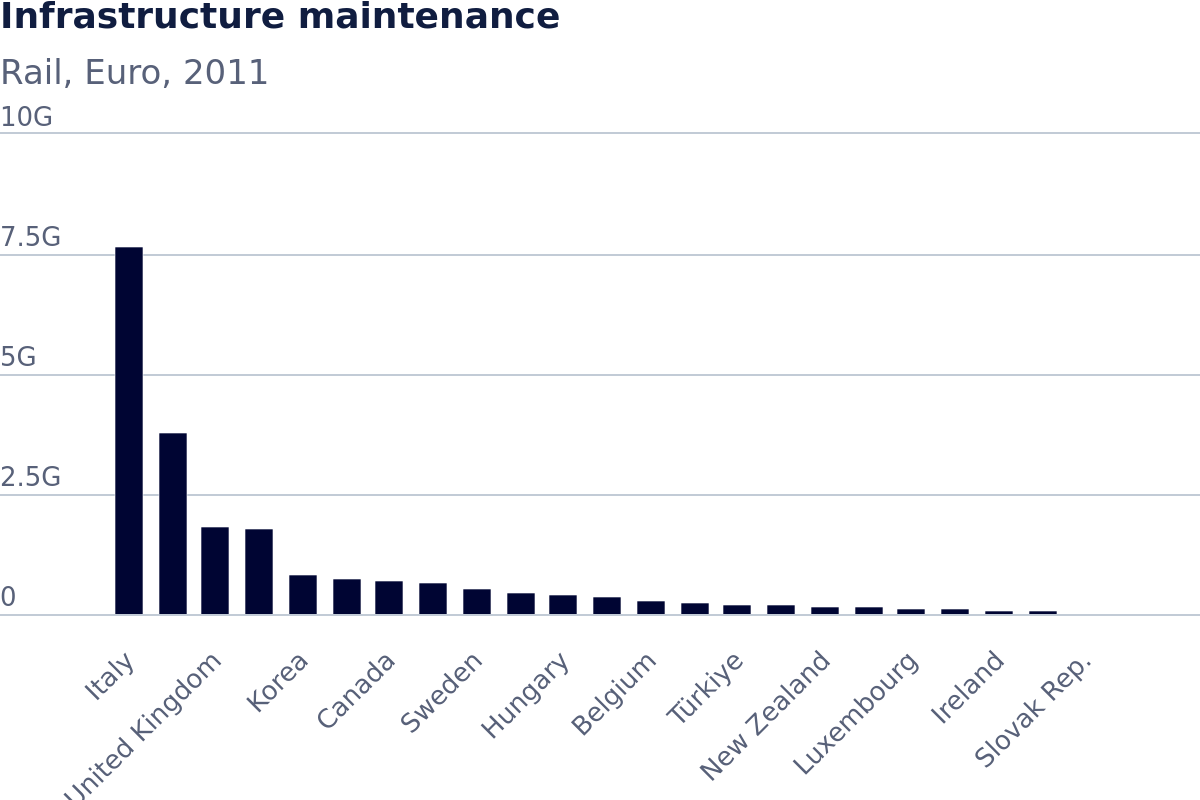 Infrastructure maintenance
Rail, Euro, 2011
10G
7.5G
5G
2.5G
0
Italy
United Kingdom
Korea
Canada
Sweden
Hungary
Belgium
Türkiye
New Zealand
Luxembourg
Ireland
Slovak Rep.